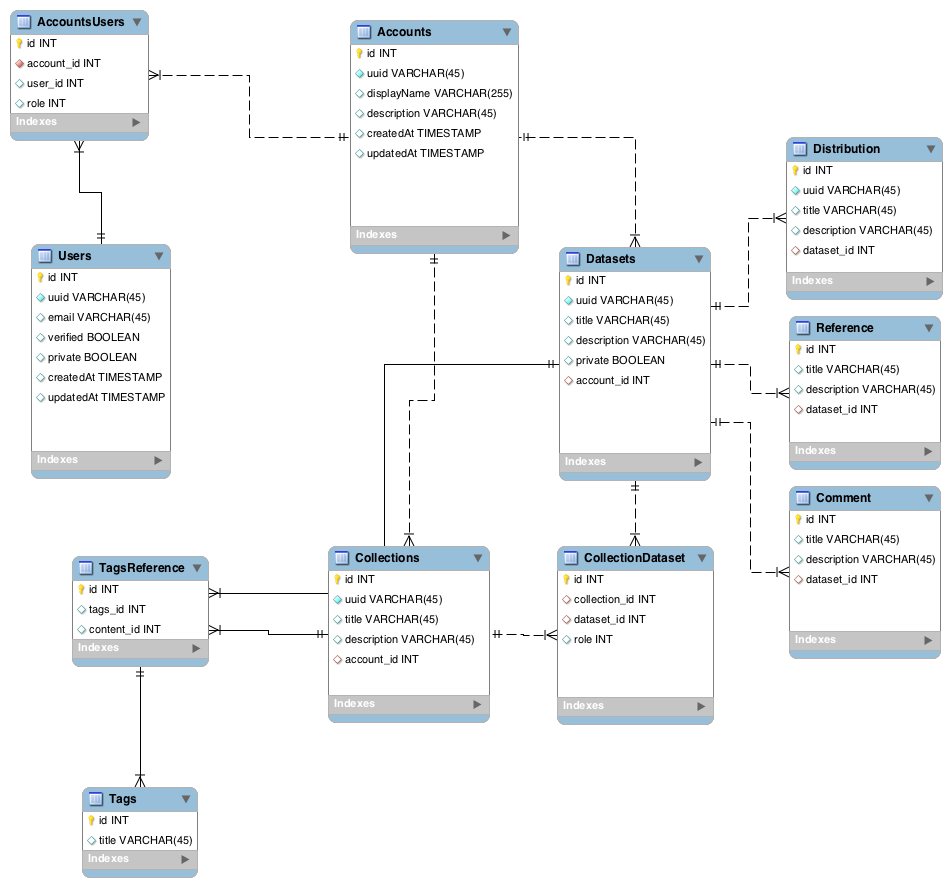 AccountsUsers
id INT
account_id INT
user_id INT
role INT
Indexes
Accounts
id INT
uuid VARCHAR(45)
displayName VARCHAR(255)
description VARCHAR(45)
createdAt TIMESTAMP
updatedAt TIMESTAMP
Indexes
Distribution
id INT
uuid VARCHAR(45)
title VARCHAR(45)
description VARCHAR(45)
dataset_id INT
Indexes
Users
id INT
uuid VARCHAR(45)
email VARCHAR(45)
verified BOOLEAN
private BOOLEAN
createdAt TIMESTAMP
updatedAt TIMESTAMP
Indexes
Datasets
id INT
uuid VARCHAR(45)
title VARCHAR(45)
description VARCHAR(45)
private BOOLEAN
account_id INT
Indexes
Reference
id INT
title VARCHAR(45)
description VARCHAR(45)
dataset_id INT
Indexes
Comment
id INT
title VARCHAR(45)
description VARCHAR(45)
dataset_id INT
Indexes
TagsReference
id INT
tags_id INT
content_id INT
Indexes
Collections
id INT
uuid VARCHAR(45)
title VARCHAR(45)
description VARCHAR(45)
account_id INT
Indexes
CollectionDataset
id INT
collection_id INT
dataset_id INT
role INT
Indexes
Tags
id INT
title VARCHAR(45)
Indexes